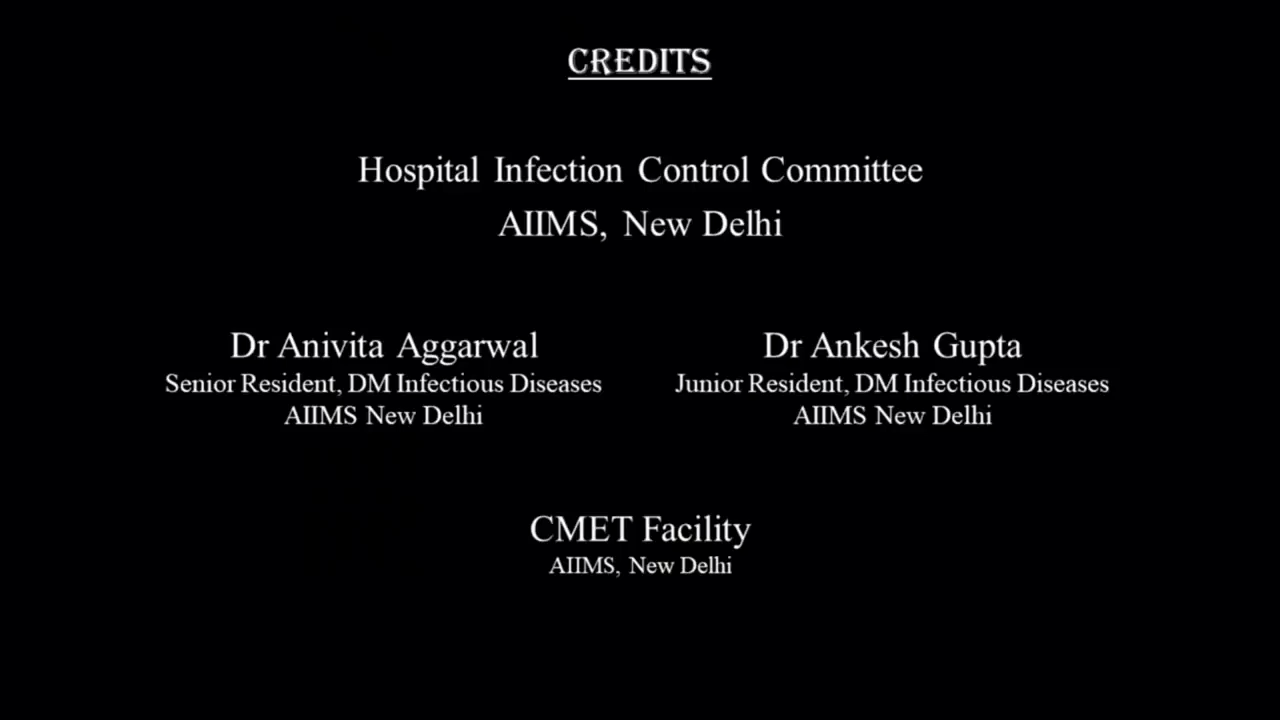 CREDITS
Hospital Infection Control Committee
AIIMS, New Delhi
Dr Anivita Aggarwal
Senior Resident, DM Infectious Diseases
AIIMS New Delhi
Dr Ankesh Gupta
Junior Resident, DM Infectious Diseases
AIIMS New Delhi
CMET Facility
AIIMS, New Delhi